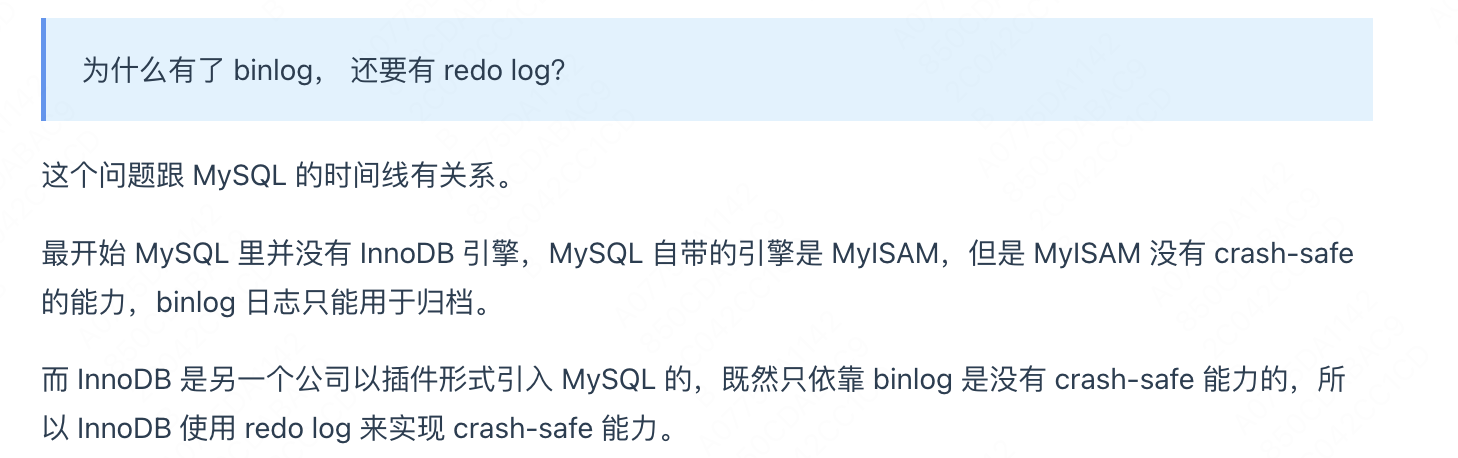 为什么有了 binlog， 还要有 redo log?
这个问题跟 MySQL 的时间线有关系。
最开始 MySQL 里并没有 InnoDB 引擎，MySQL 自带的引擎是 MyISAM，但是 MyISAM 没有 crash-safe
的能力，binlog 日志只能用于归档。
而 InnoDB 是另一个公司以插件形式引入 MySQL 的，既然只依靠 binlog 是没有 crash-safe 能力的，所
以 InnoDB 使用 redo log 来实现 crash-safe 能力。